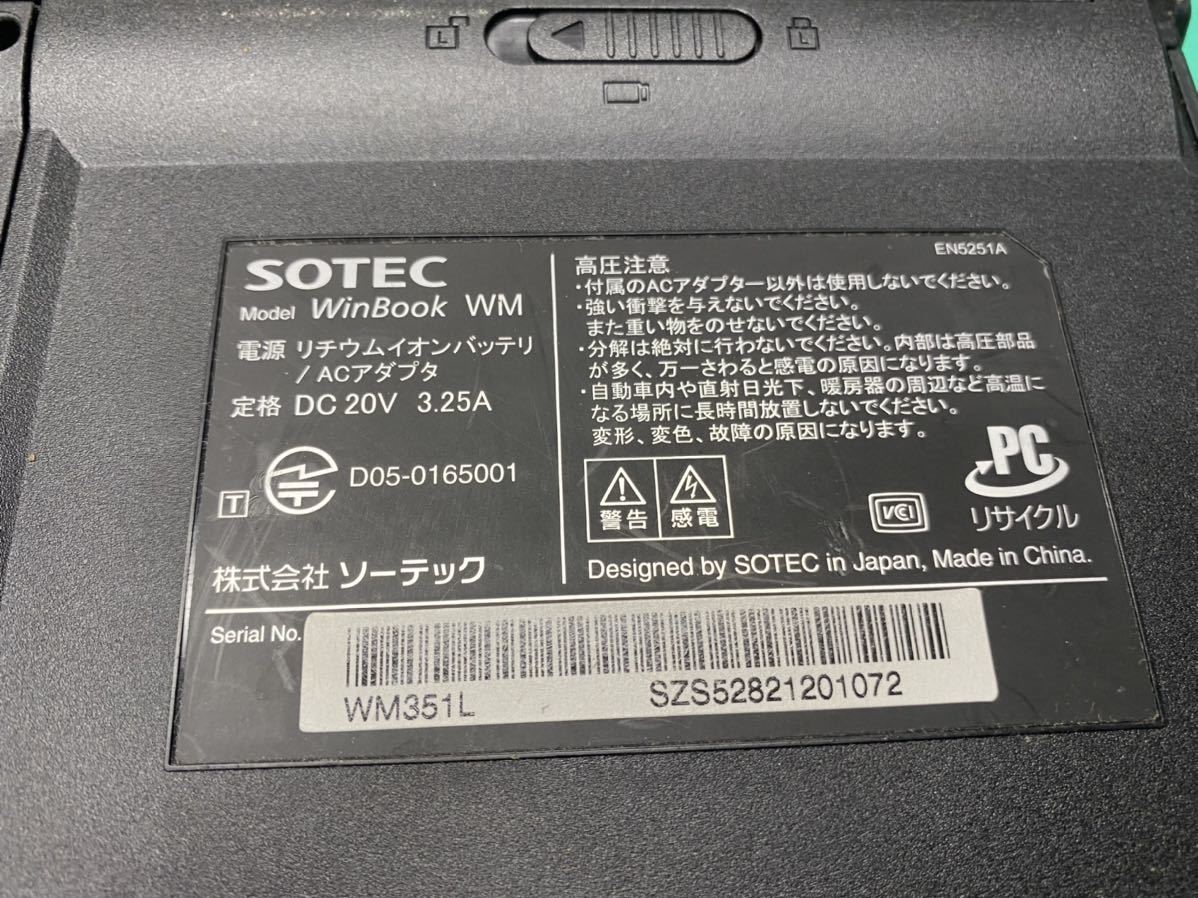 L
L
EN5251A
SOTEC
Model WinBook WM
電源 リチウムイオンバッテリ
/ ACアダプタ
定格 DC 20V 3.25A
T
D05-0165001
株式会社 ソーテック
高圧注意
・付属のACアダプター以外は使用しないでください。
・強い衝撃を与えないでください。
また重い物をのせないでください。
・分解は絶対に行わないでください。内部は高圧部品
が多く、万一さわると感電の原因になります。
・自動車内や直射日光下、暖房器の周辺など高温に
なる場所に長時間放置しないでください。
変形、変色、故障の原因になります。
警告
感電
VCI
PC
リサイクル
Designed by SOTEC in Japan, Made in China.
Serial No.
WM351L
SZS52821201072